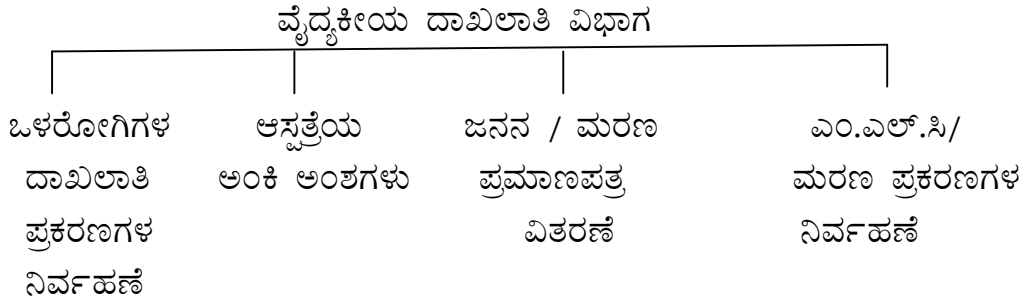 ವೈದ್ಯಕೀಯ ದಾಖಲಾತಿ ವಿಭಾಗ
ಒಳರೋಗಿಗಳ
ದಾಖಲಾತಿ
ಪ್ರಕರಣಗಳ
ನಿರ್ವಹಣೆ
ಆಸ್ಪತ್ರೆಯ
ಅಂಕಿ ಅಂಶಗಳು
ಜನನ / ಮರಣ
ಪ್ರಮಾಣಪತ್ರ
ವಿತರಣೆ
ಎಂ.ಎಲ್.ಸಿ/
ಮರಣ ಪ್ರಕರಣಗಳ
ನಿರ್ವಹಣೆ